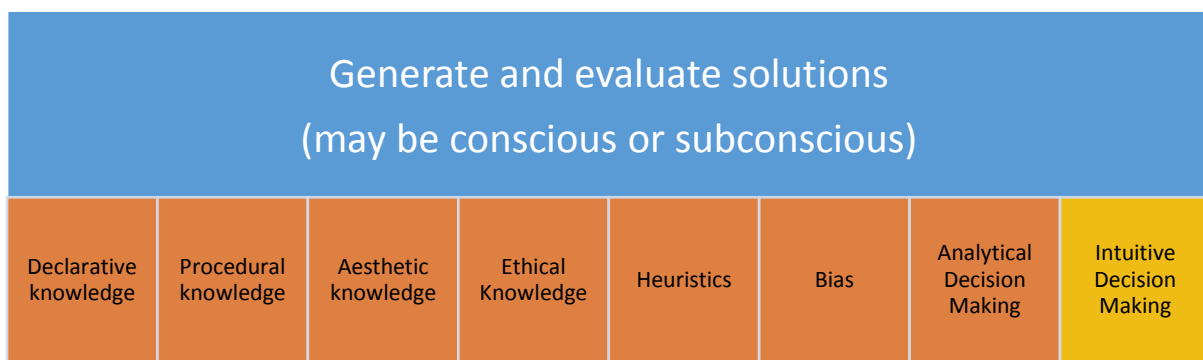 Generate and evaluate solutions
(may be conscious or subconscious)
Declarative
knowledge
Procedural
knowledge
Aesthetic
knowledge
Ethical
Knowledge
Heuristics
Bias
Analytical
Decision
Making
Intuitive
Decision
Making